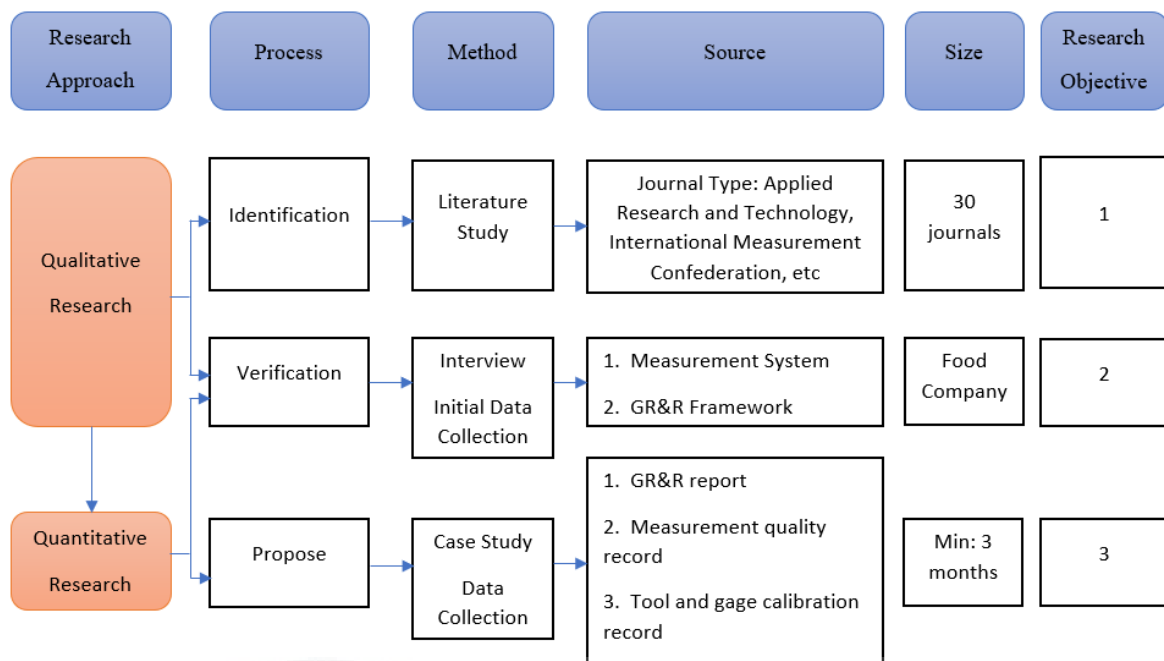 Research
Approach
Process
Method
Source
Size
Research
Objective
Qualitative
Research
Identification
Literature
Study
Journal Type: Applied
Research and Technology,
International Measurement
Confederation, etc
30
journals
1
Verification
Interview
Initial Data
Collection
1. Measurement System
2. GR&R Framework
Food
Company
2
Quantitative
Research
Propose
Case Study
Data
Collection
1. GR&R report
2. Measurement quality
record
3. Tool and gage calibration
record
Min: 3
months
3